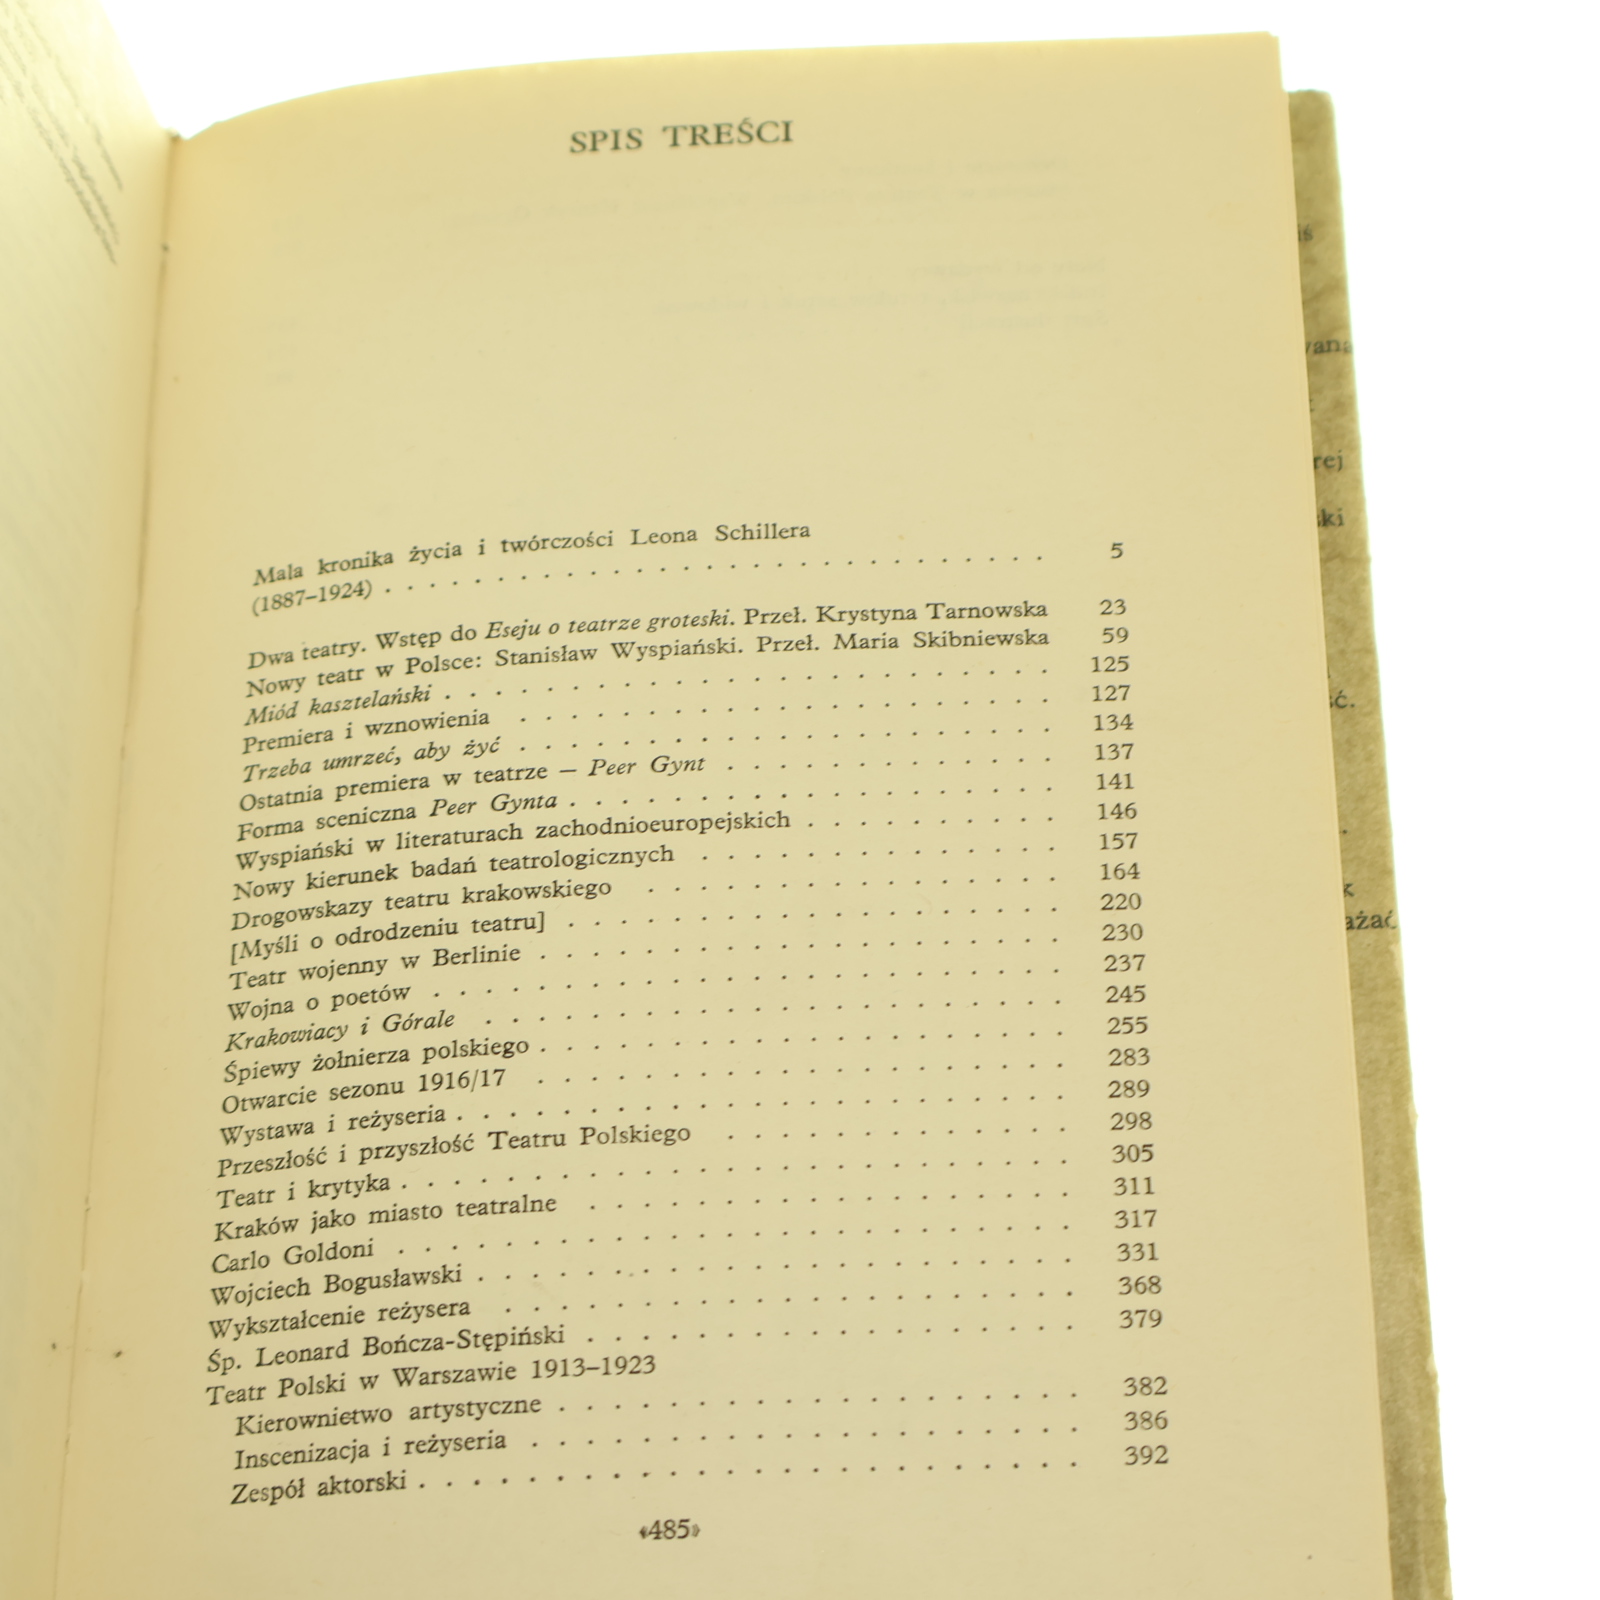 SPIS TREŚCI
Mała kronika życia i twórczości Leona Schillera
(1887–1924) . . . . . . . . . . . . . . . . . . . . . . . . 5
Dwa teatry. Wstęp do Eseju o teatrze groteski. Przeł. Krystyna Tarnowska 23
Nowy teatr w Polsce: Stanisław Wyspiański. Przeł. Maria Skibniewska 59
Miód kasztelański . . . . . . . . . . . . . . . . . . . . . . 125
Premiera i wznowienia . . . . . . . . . . . . . . . . . . . . 127
Trzeba umrzeć, aby żyć . . . . . . . . . . . . . . . . . . . . 134
Ostatnia premiera w teatrze – Peer Gynt . . . . . . . . . . . . 137
Forma sceniczna Peer Gynta . . . . . . . . . . . . . . . . . . 141
Wyspiański w literaturach zachodnioeuropejskich . . . . . . . . . . 146
Nowy kierunek badań teatrologicznych . . . . . . . . . . . . . . 157
Drogowskazy teatru krakowskiego . . . . . . . . . . . . . . . . 164
[Myśli o odrodzeniu teatru] . . . . . . . . . . . . . . . . . . . 220
Teatr wojenny w Berlinie . . . . . . . . . . . . . . . . . . . . 230
Wojna o poetów . . . . . . . . . . . . . . . . . . . . . . . . 237
Krakowiacy i Górale . . . . . . . . . . . . . . . . . . . . . . 245
Śpiewy żołnierza polskiego . . . . . . . . . . . . . . . . . . . . 255
Otwarcie sezonu 1916/17 . . . . . . . . . . . . . . . . . . . . 283
Wystawa i reżyseria . . . . . . . . . . . . . . . . . . . . . . . 289
Przeszłość i przyszłość Teatru Polskiego . . . . . . . . . . . . . 298
Teatr i krytyka . . . . . . . . . . . . . . . . . . . . . . . . . 305
Kraków jako miasto teatralne . . . . . . . . . . . . . . . . . . 311
Carlo Goldoni . . . . . . . . . . . . . . . . . . . . . . . . . 317
Wojciech Bogusławski . . . . . . . . . . . . . . . . . . . . . . 331
Wykształcenie reżysera . . . . . . . . . . . . . . . . . . . . . 368
Śp. Leonard Bończa-Stępiński . . . . . . . . . . . . . . . . . . 379
Teatr Polski w Warszawie 1913–1923
Kierownictwo artystyczne . . . . . . . . . . . . . . . . . . . 382
Inscenizacja i reżyseria . . . . . . . . . . . . . . . . . . . . 386
Zespół aktorski . . . . . . . . . . . . . . . . . . . . . . . . 392
«485»